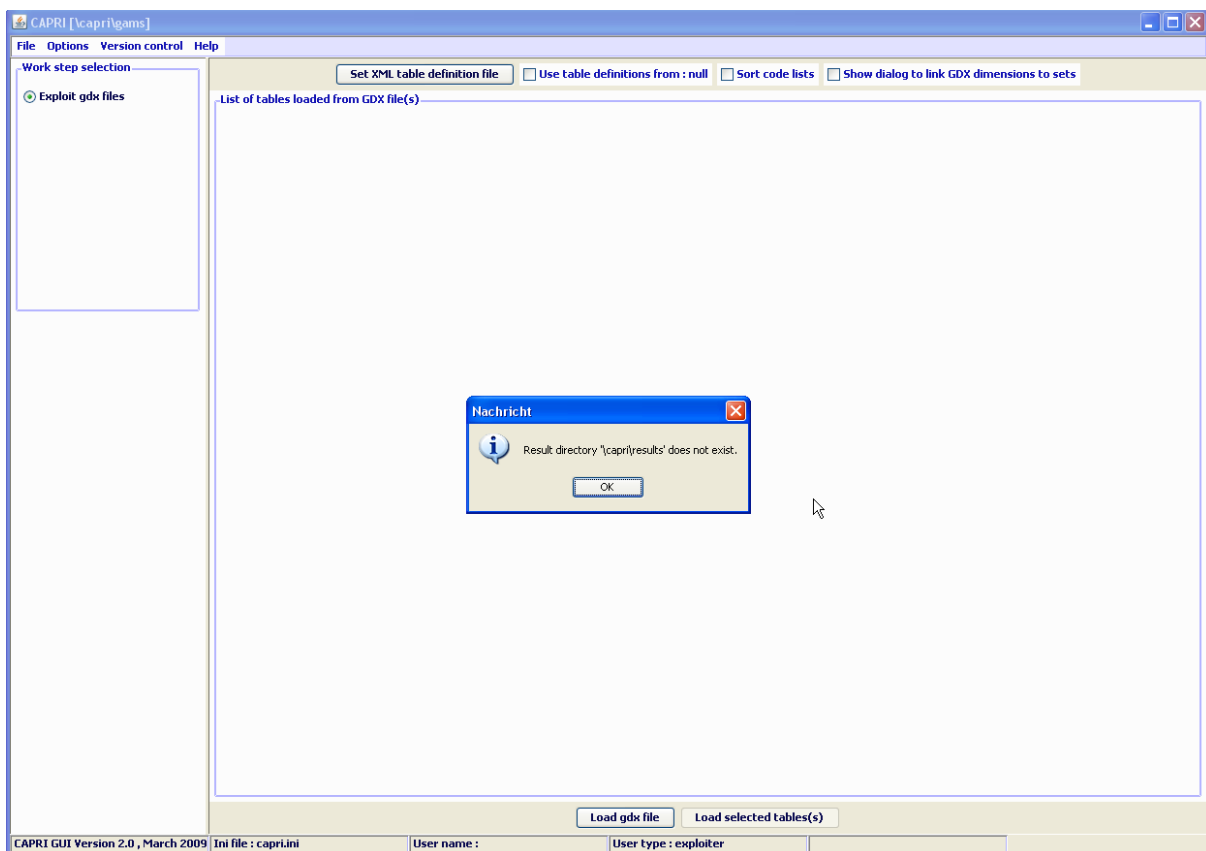 CAPRI [\capri\gams]
File Options Version control Help
Work step selection
Exploit gdx files
Set XML table definition file Use table definitions from : null Sort code lists Show dialog to link GDX dimensions to sets
List of tables loaded from GDX file(s)
Nachricht
Result directory '\capri\results' does not exist.
OK
Load gdx file Load selected tables(s)
CAPRI GUI Version 2.0 , March 2009 Ini file : capri.ini User name : User type : exploiter